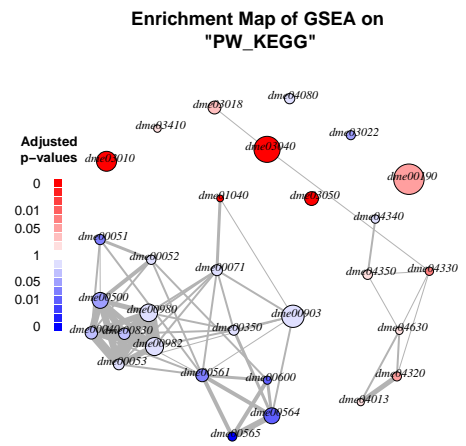 Enrichment Map of GSEA on
"PW_KEGG"
dme04080
dme03018
dme03410
dme03022
dme03040
Adjusted
p−values
dme03010
dme00190
0
0.01
0.05
1
0.05
0.01
0
dme01040
dme03050
dme04340
dme00051
dme00052
dme00071
dme04350
dme04330
dme00500
dme00980
dme00903
dme00830
dme00350
dme04630
dme00982
dme00053
dme00561
dme00600
dme04320
dme04013
dme00564
dme00565